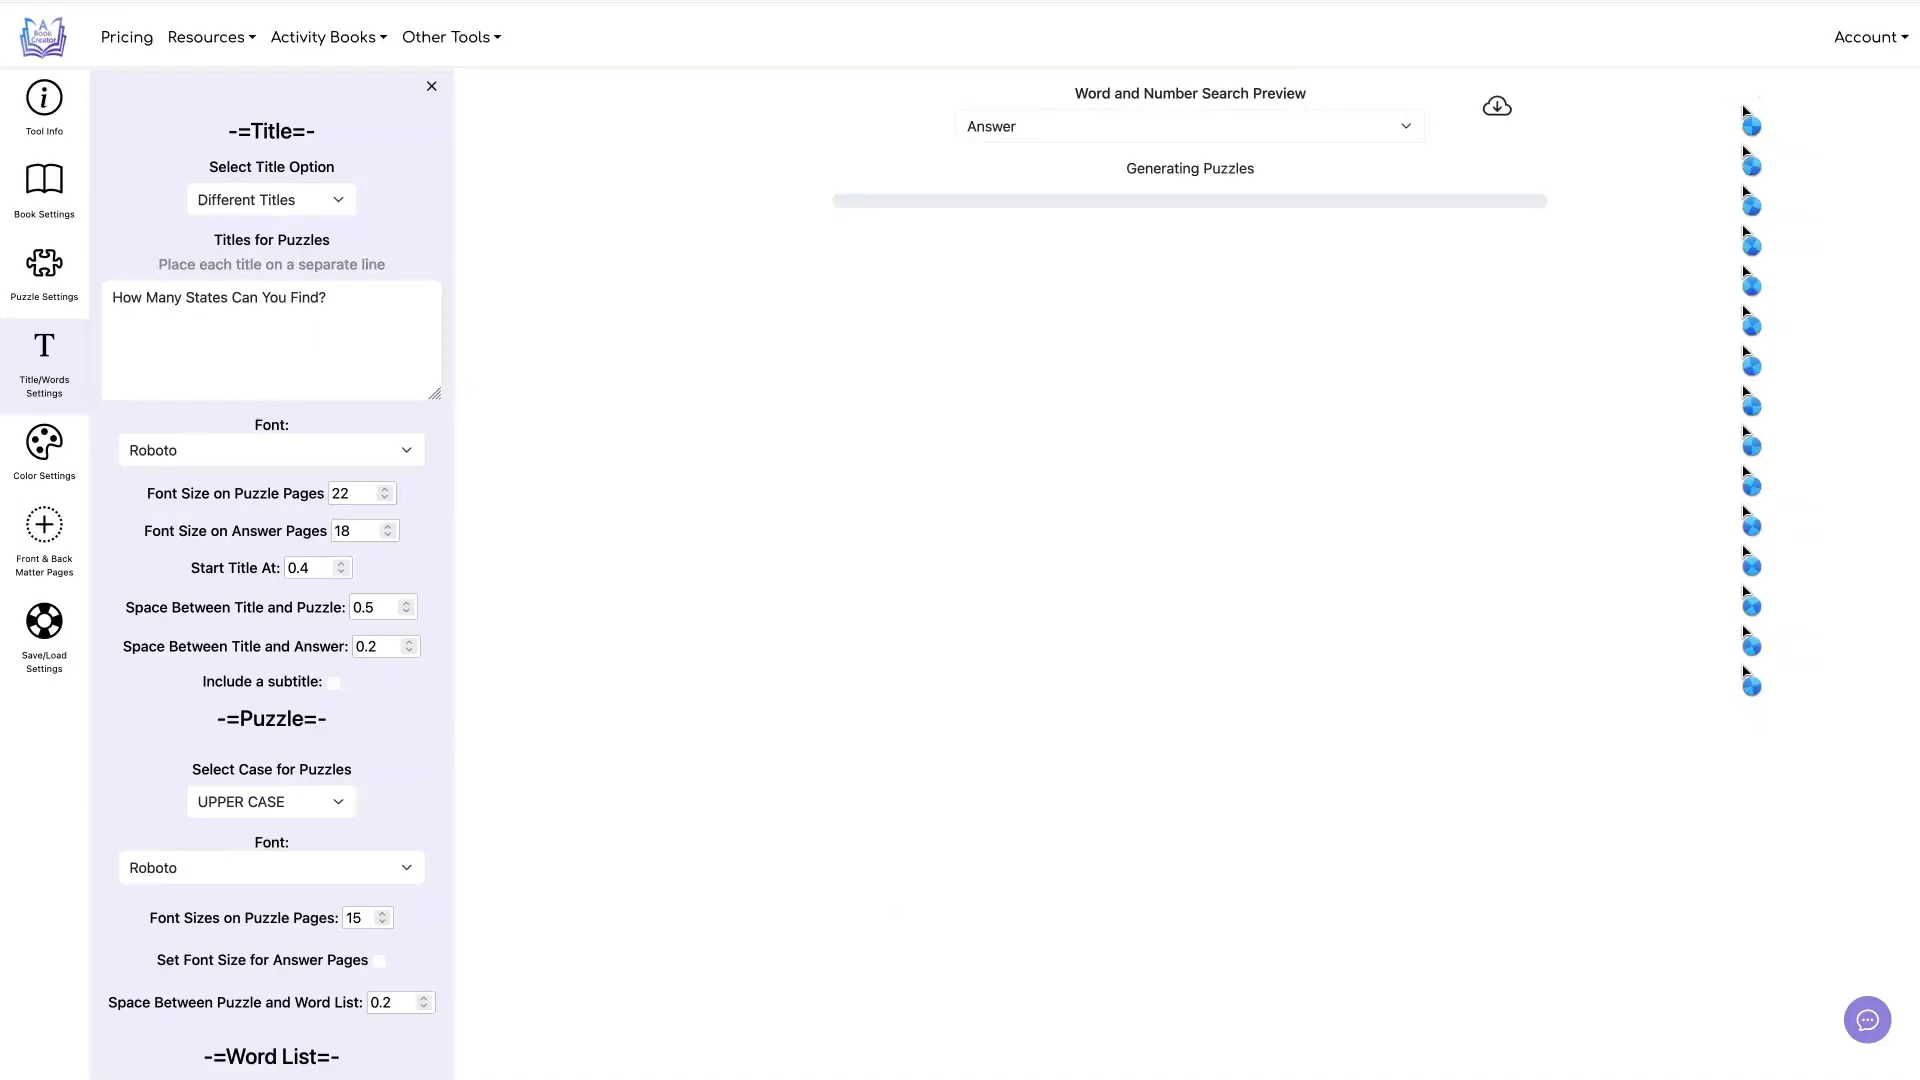 A
Book
Creator
Pricing
Resources
Activity Books
Other Tools
Account
Tool Info
Book Settings
Puzzle Settings
T
Title/Words
Settings
Color Settings
Front & Back
Matter Pages
Save/Load
Settings
-=Title=-
Select Title Option
Different Titles
Titles for Puzzles
Place each title on a separate line
How Many States Can You Find?
Font:
Roboto
Font Size on Puzzle Pages 22
Font Size on Answer Pages 18
Start Title At: 0.4
Space Between Title and Puzzle: 0.5
Space Between Title and Answer: 0.2
Include a subtitle:
-=Puzzle=-
Select Case for Puzzles
UPPER CASE
Font:
Roboto
Font Sizes on Puzzle Pages: 15
Set Font Size for Answer Pages
Space Between Puzzle and Word List: 0.2
-=Word List=-
Word and Number Search Preview
Answer
Generating Puzzles